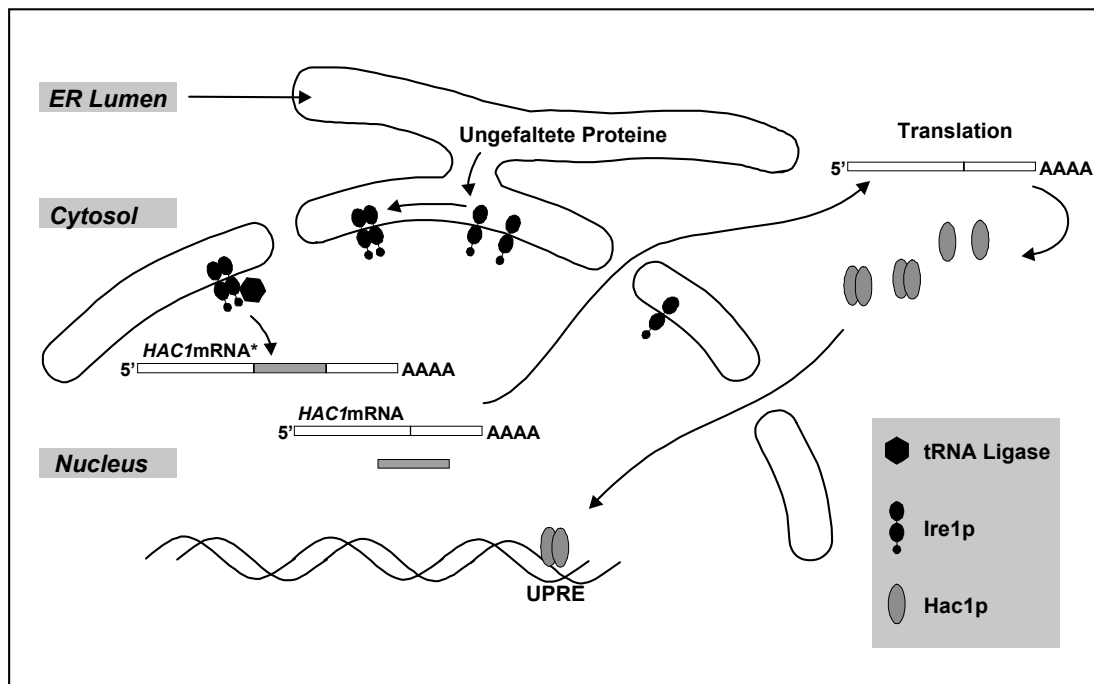 ER Lumen
Ungefaltete Proteine
Translation
5’ AAAA
Cytosol
HAC1mRNA*
5’ AAAA
HAC1mRNA
5’ AAAA
Nucleus
UPRE
tRNA Ligase
Ire1p
Hac1p